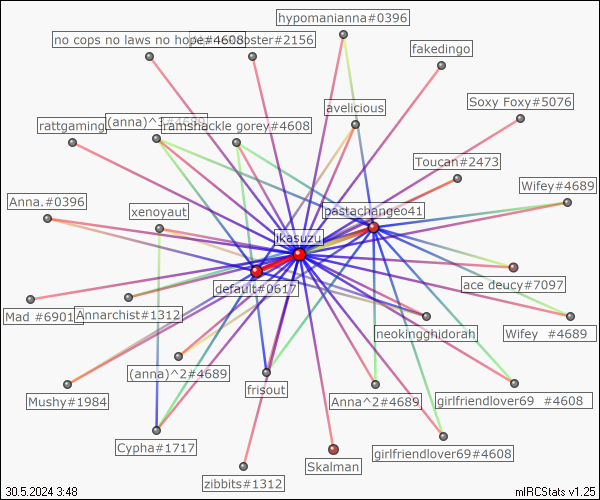 hypomanianna#0396
no cops no laws no hope#4608
ster#2156
fakedingo
Soxy Foxy#5076
avelicious
rattgaming
(anna)^3#4689
ramshackle gorey#4608
Toucan#2473
Wifey#4689
Anna.#0396
xenoyaut
pastachangeo41
ikasuzu
default#0617
ace deucy#7097
Mad #6901
Annarchist#1312
neokingghidorah
Wifey #4689
(anna)^2#4689
frisout
Mushy#1984
Anna^2#4689
girlfriendlover69 #4608
Cypha#1717
girlfriendlover69#4608
Skalman
zibbits#1312
30.5.2024 3:48
mIRCStats v1.25